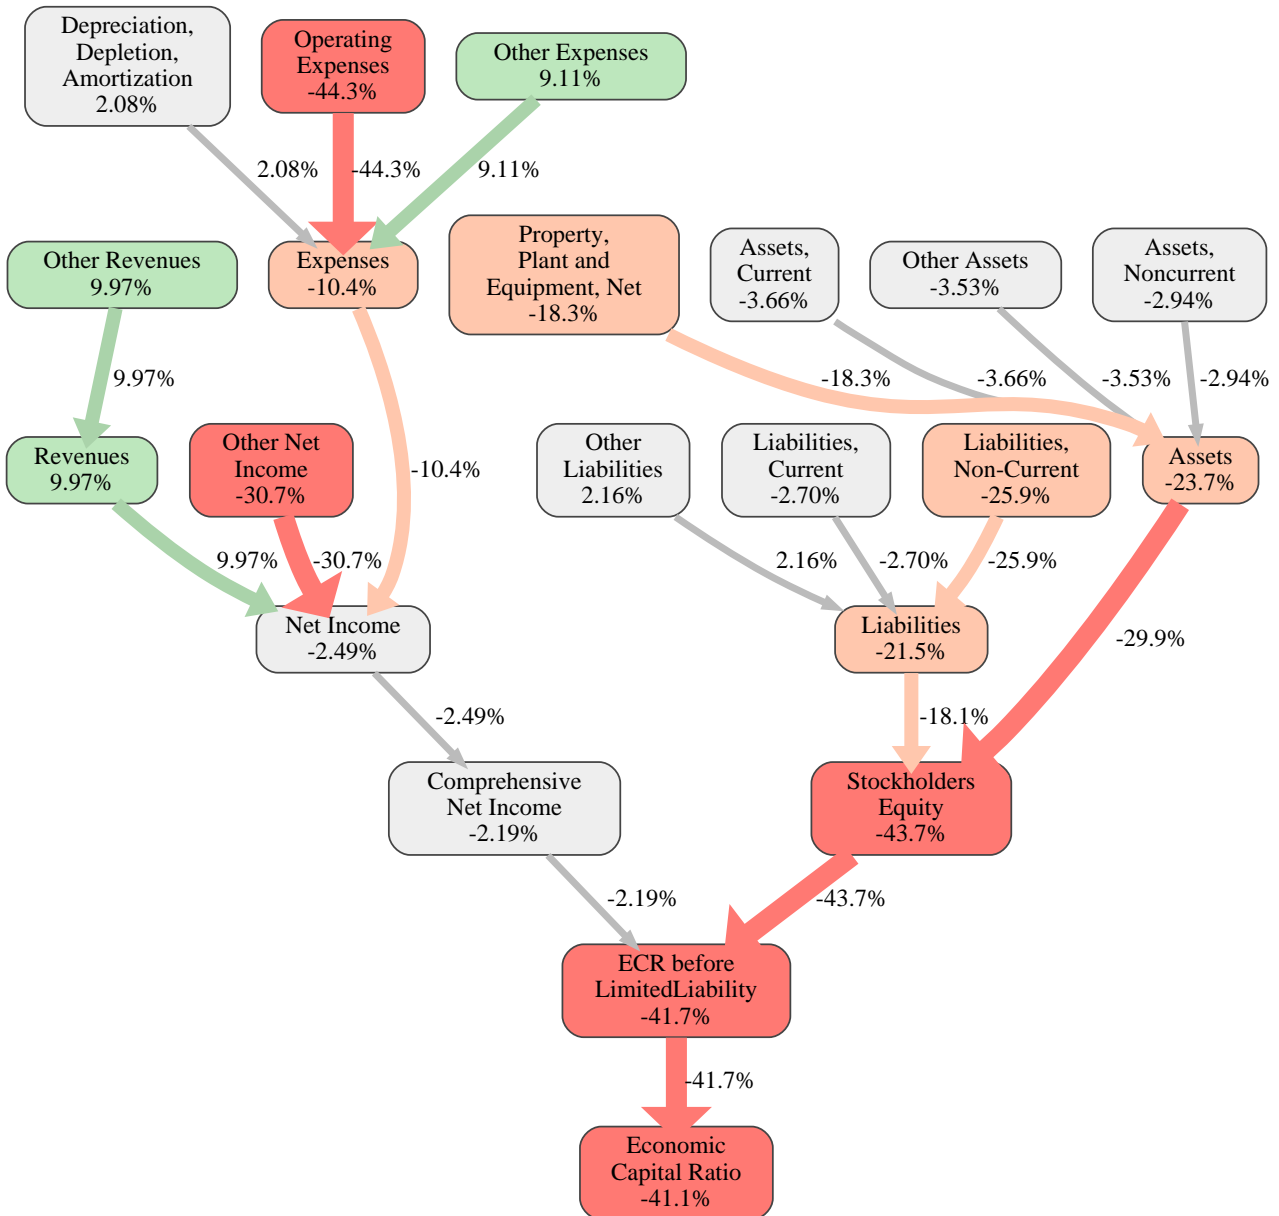 Depreciation,
Depletion,
Amortization
2.08%
Operating
Expenses
-44.3%
Other Expenses
9.11%
2.08%
-44.3%
9.11%
Other Revenues
9.97%
Expenses
-10.4%
Property,
Plant and
Equipment, Net
-18.3%
Assets,
Current
-3.66%
Other Assets
-3.53%
Assets,
Noncurrent
-2.94%
9.97%
-18.3%
-3.66%
-3.53%
-2.94%
Revenues
9.97%
Other Net
Income
-30.7%
-10.4%
Other
Liabilities
2.16%
Liabilities,
Current
-2.70%
Liabilities,
Non-Current
-25.9%
Assets
-23.7%
9.97%
-30.7%
2.16%
-2.70%
-25.9%
Net Income
-2.49%
Liabilities
-21.5%
-29.9%
-2.49%
-18.1%
Comprehensive
Net Income
-2.19%
Stockholders
Equity
-43.7%
-2.19%
-43.7%
ECR before
LimitedLiability
-41.7%
-41.7%
Economic
Capital Ratio
-41.1%